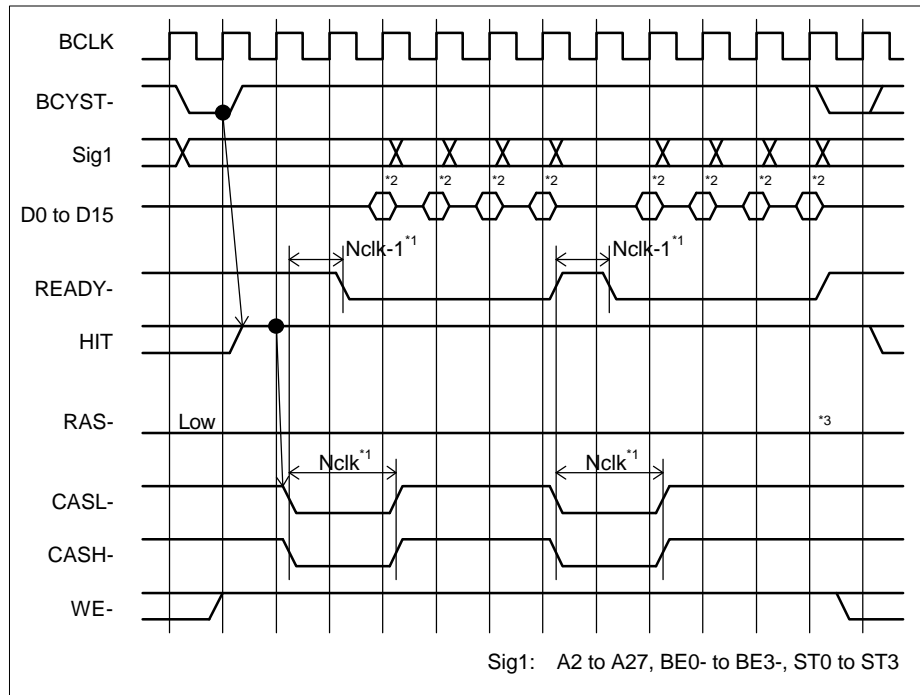 BCLK
BCYST-
Sig1
*2 *2 *2 *2 *2 *2 *2 *2
D0 to D15
Nclk-1*1 Nclk-1*1
READY-
HIT
Low *3
RAS-
Nclk*1 Nclk*1
CASL-
CASH-
WE-
Sig1: A2 to A27, BE0- to BE3-, ST0 to ST3